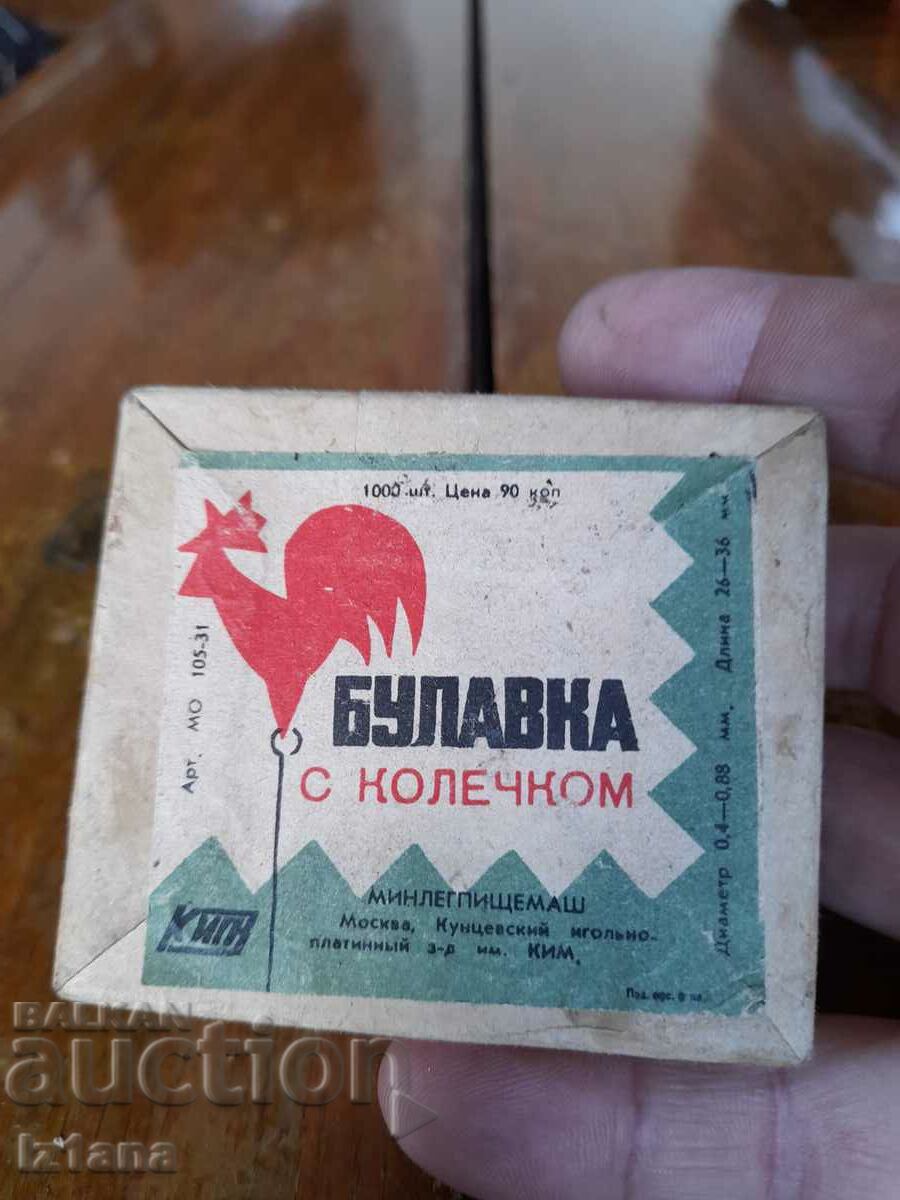 1000 шт. Цена 90 коп
Арт. МО 105-31
БУЛАВКА
С КОЛЕЧКОМ
Диаметр 0,4—0,88 мм. Длина 26—36 мм
МИНЛЕГПИЩЕМАШ
Москва, Кунцевский игольно-
платинный з-д им. КИМ.
BALKAN
auction
iz1ana